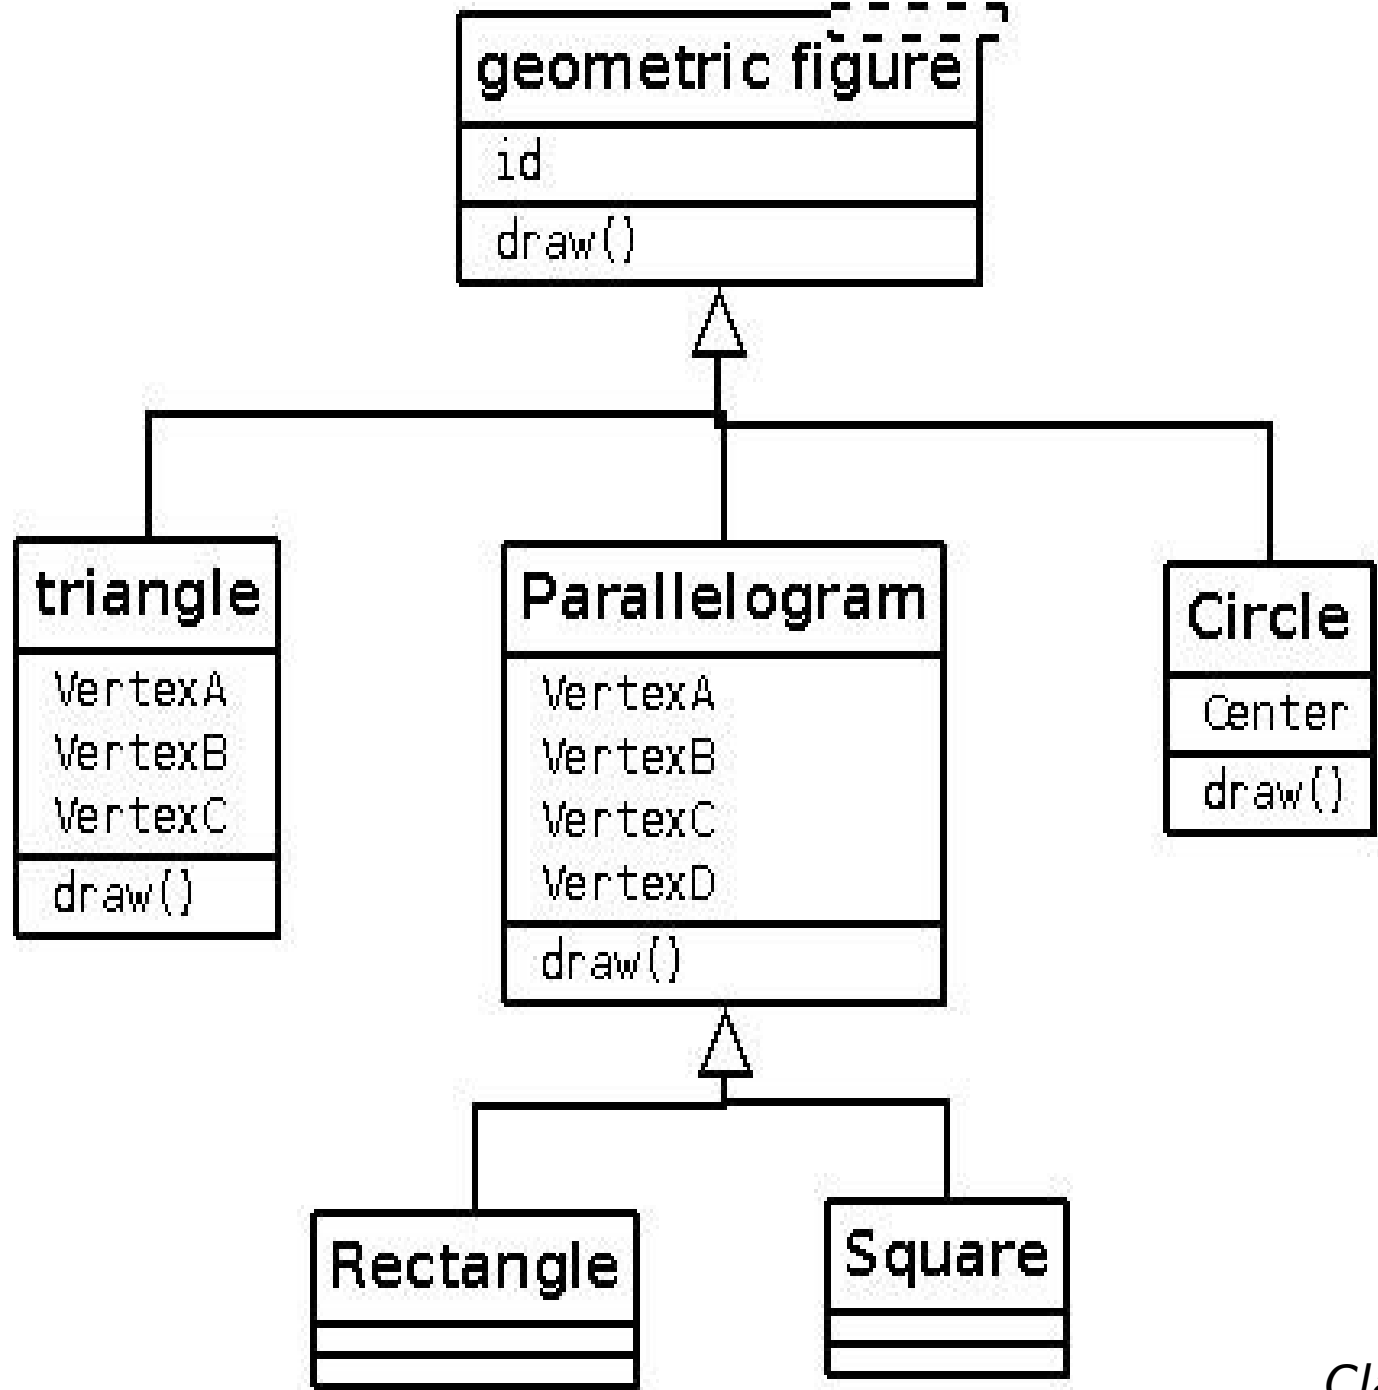 geometric figure
id
draw()
triangle
VertexA
VertexB
VertexC
draw()
Parallelogram
VertexA
VertexB
VertexC
VertexD
draw()
Circle
Center
draw()
Rectangle
Square